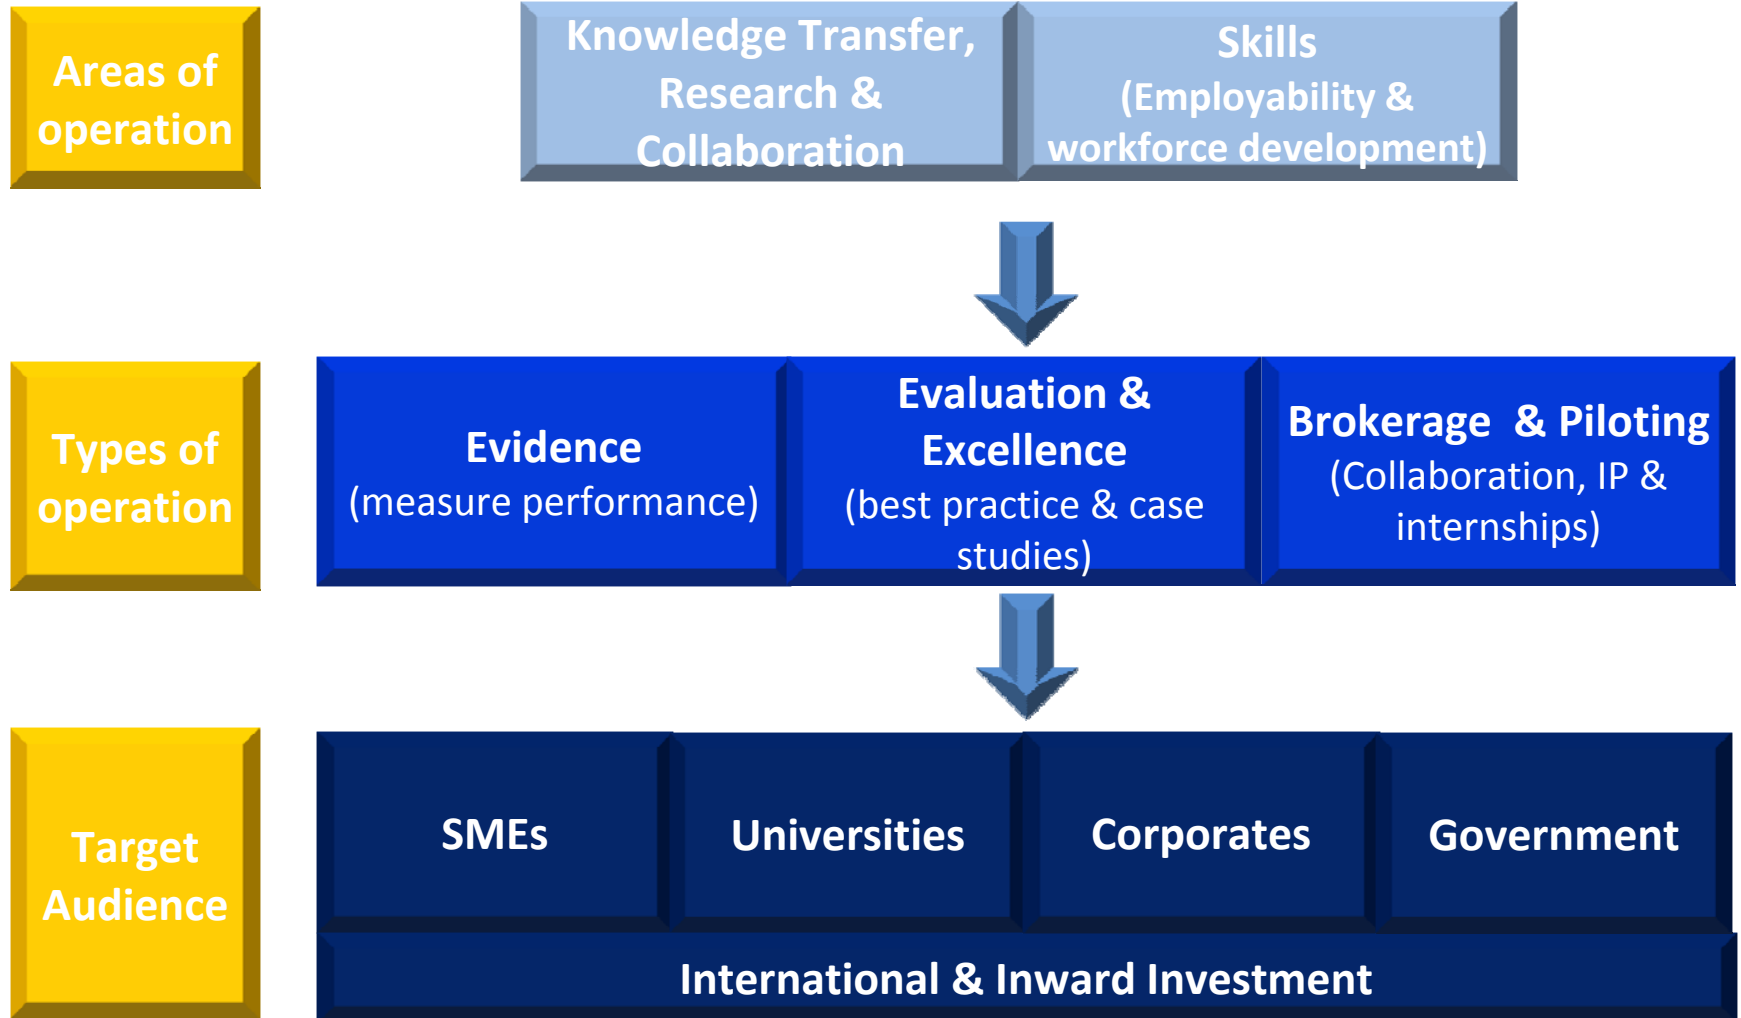 Areas of
operation
Knowledge Transfer,
Research &
Collaboration
Skills
(Employability &
workforce development)
Types of
operation
Evidence
(measure performance)
Evaluation &
Excellence
(best practice & case
studies)
Brokerage & Piloting
(Collaboration, IP &
internships)
Target
Audience
SMEs
Universities
Corporates
Government
International & Inward Investment